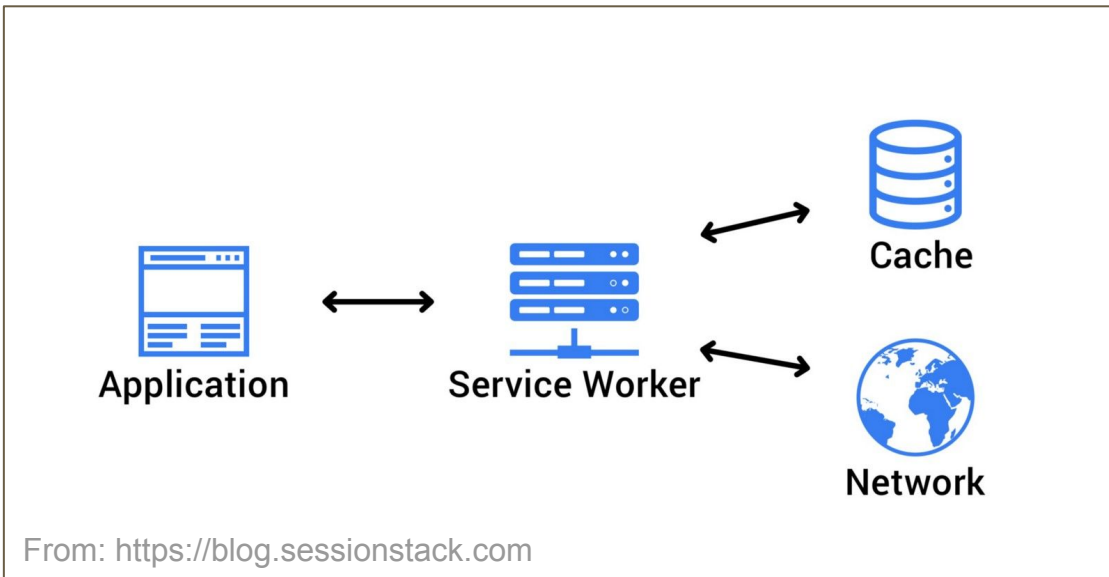 Cache
Application
Service Worker
Network
From: https://blog.sessionstack.com